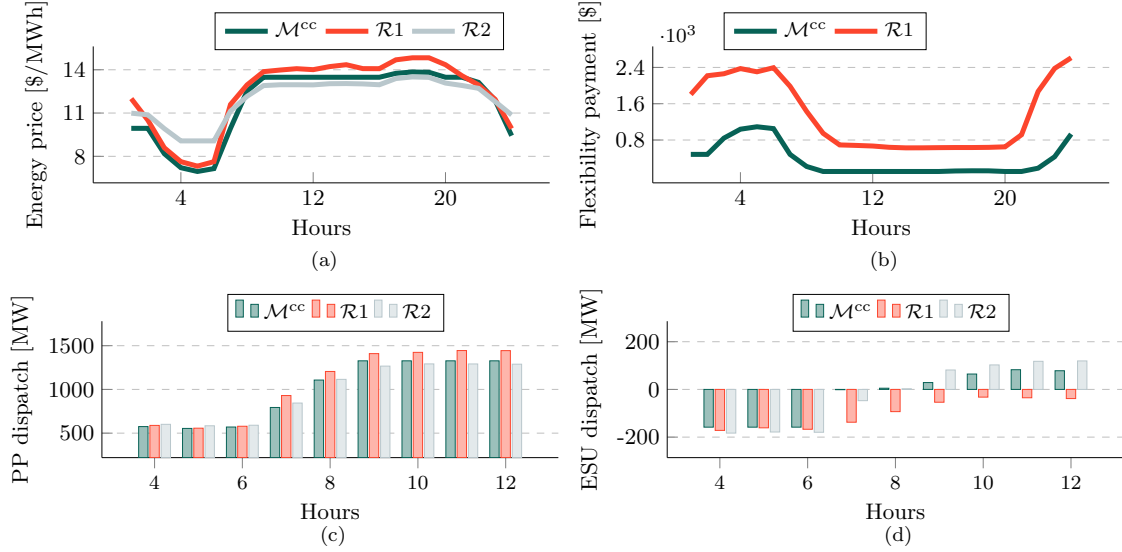 ℳᶜᶜ ℛ1 ℛ2
Energy price [$/MWh]
14
11
8
4 12 20
Hours
(a)
ℳᶜᶜ ℛ1
Flexibility payment [$]
·10³
2.4
1.6
0.8
4 12 20
Hours
(b)
ℳᶜᶜ ℛ1 ℛ2
PP dispatch [MW]
1500
1000
500
4 6 8 10 12
Hours
(c)
ℳᶜᶜ ℛ1 ℛ2
ESU dispatch [MW]
200
0
-200
4 6 8 10 12
Hours
(d)